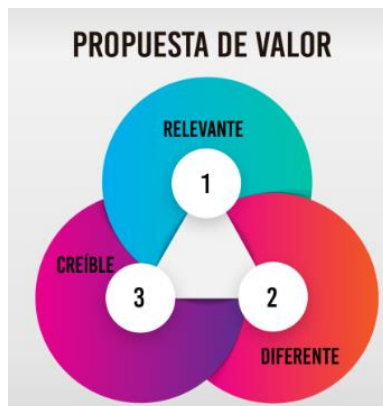 PROPUESTA DE VALOR
RELEVANTE
1
CREÍBLE
3
2
DIFERENTE